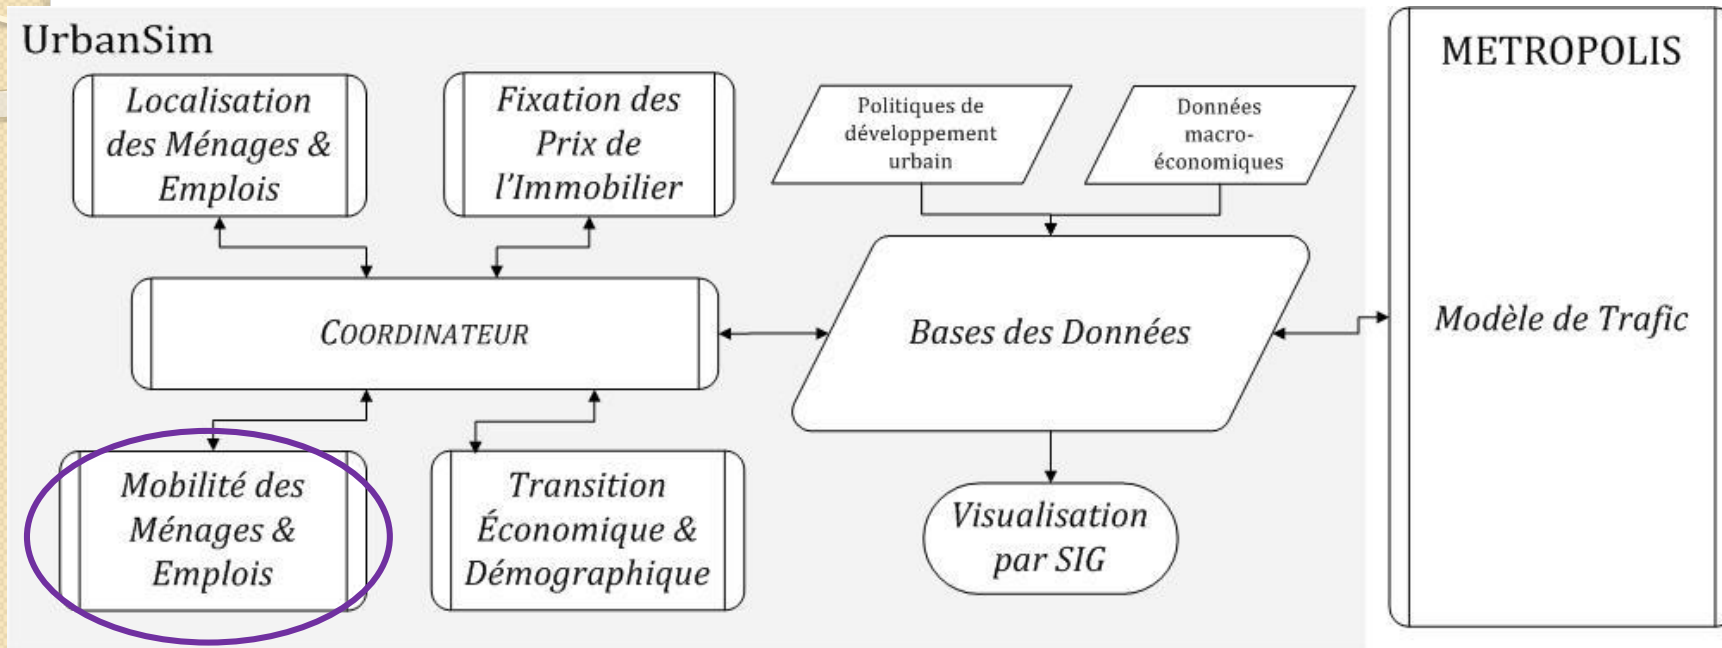 UrbanSim
Localisation
des Ménages &
Emplois
Fixation des
Prix de
l'Immobilier
Politiques de
développement
urbain
Données
macro-
économiques
METROPOLIS
COORDINATEUR
Bases des Données
Modèle de Trafic
Mobilité des
Ménages &
Emplois
Transition
Économique &
Démographique
Visualisation
par SIG